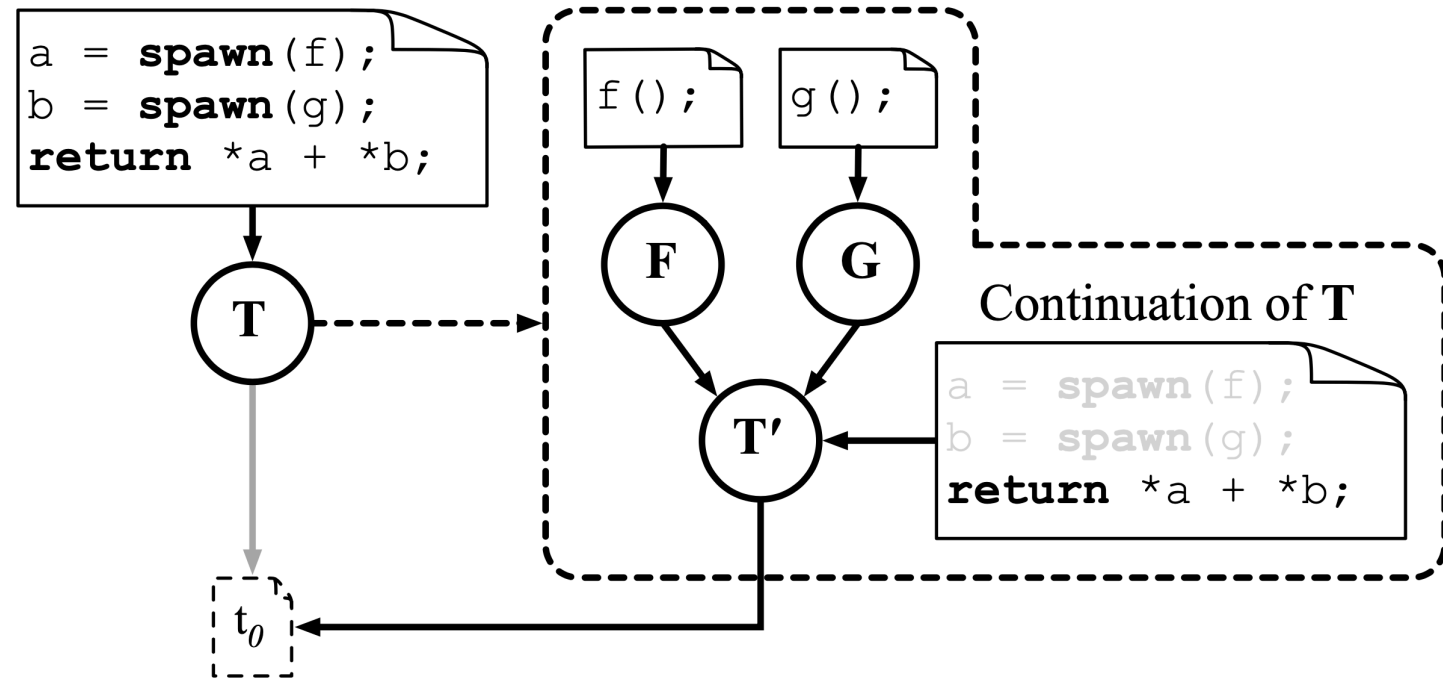 a = spawn(f);
b = spawn(g);
return *a + *b;
f();
g();
T
F
G
Continuation of T
T′
a = spawn(f);
b = spawn(g);
return *a + *b;
t₀